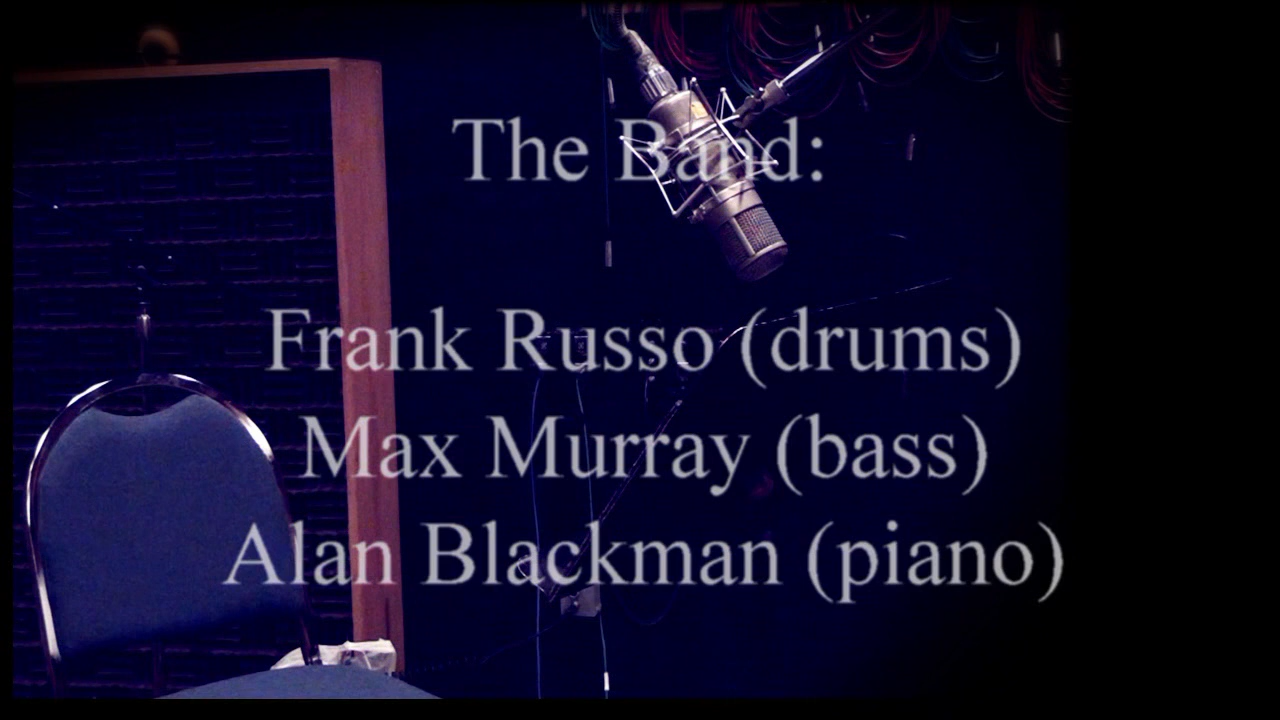 The Band:
Frank Russo (drums)
Max Murray (bass)
Alan Blackman (piano)